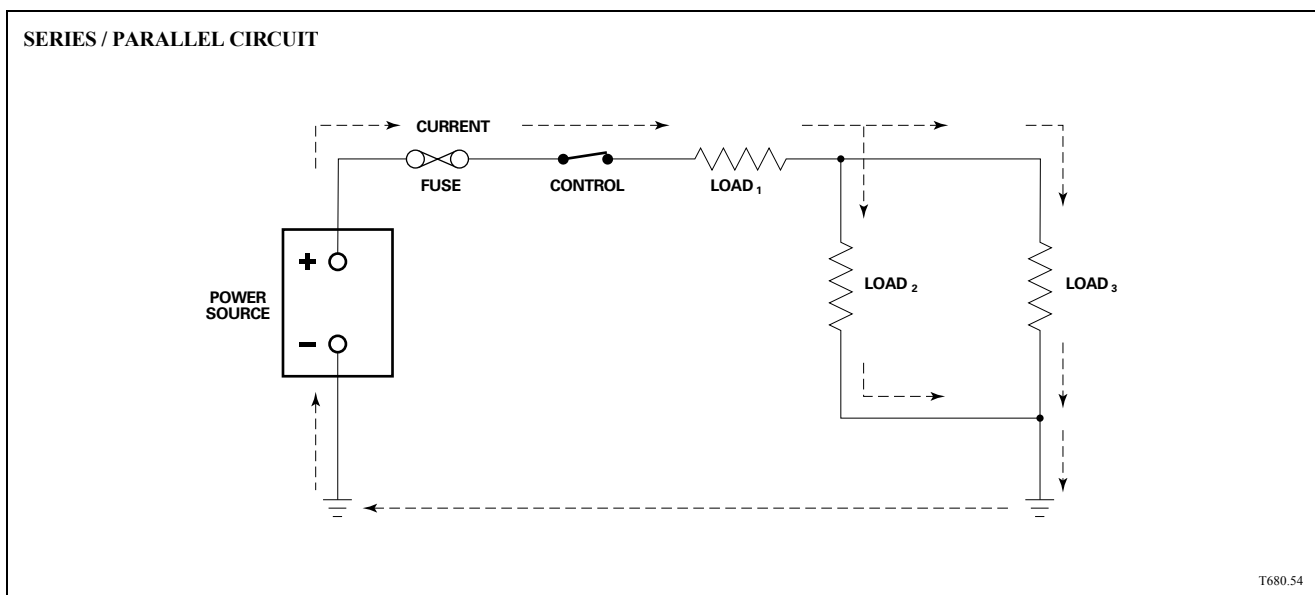 SERIES / PARALLEL CIRCUIT
CURRENT
FUSE
CONTROL
LOAD 1
+
POWER
SOURCE
-
LOAD 2
LOAD 3
T680.54